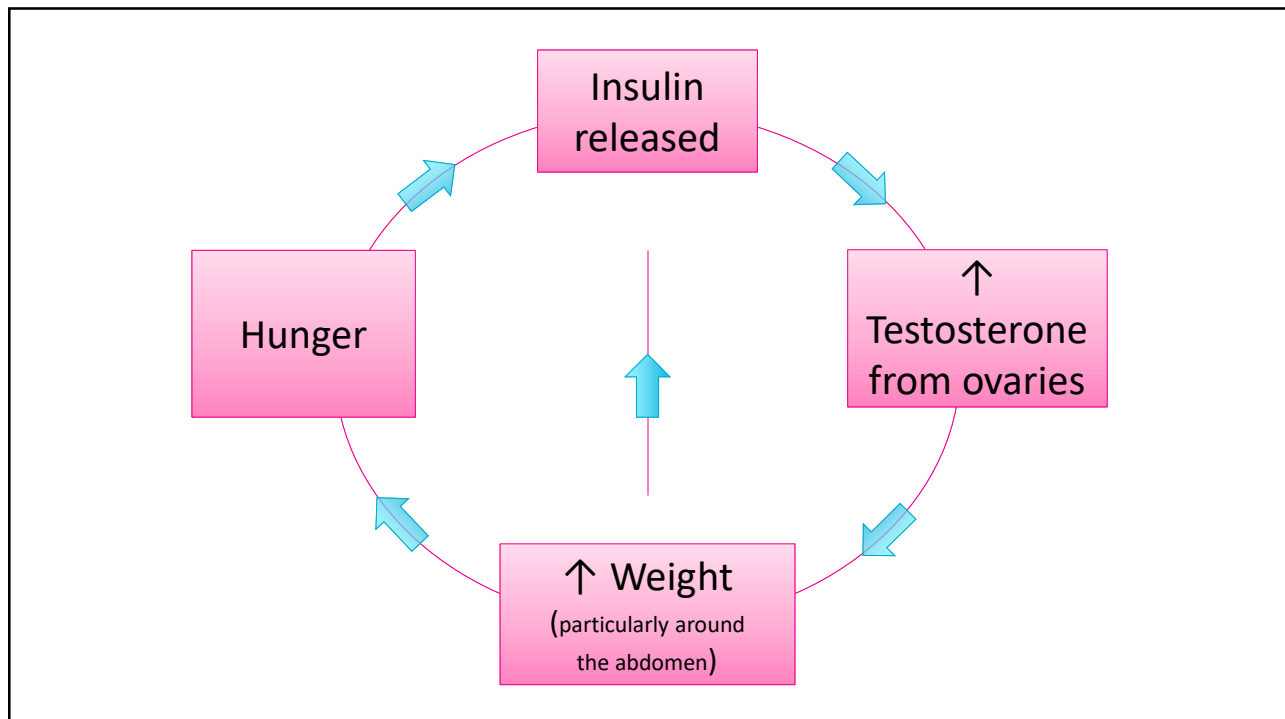 Insulin
released
↑
Testosterone
from ovaries
↑ Weight
(particularly around
the abdomen)
Hunger